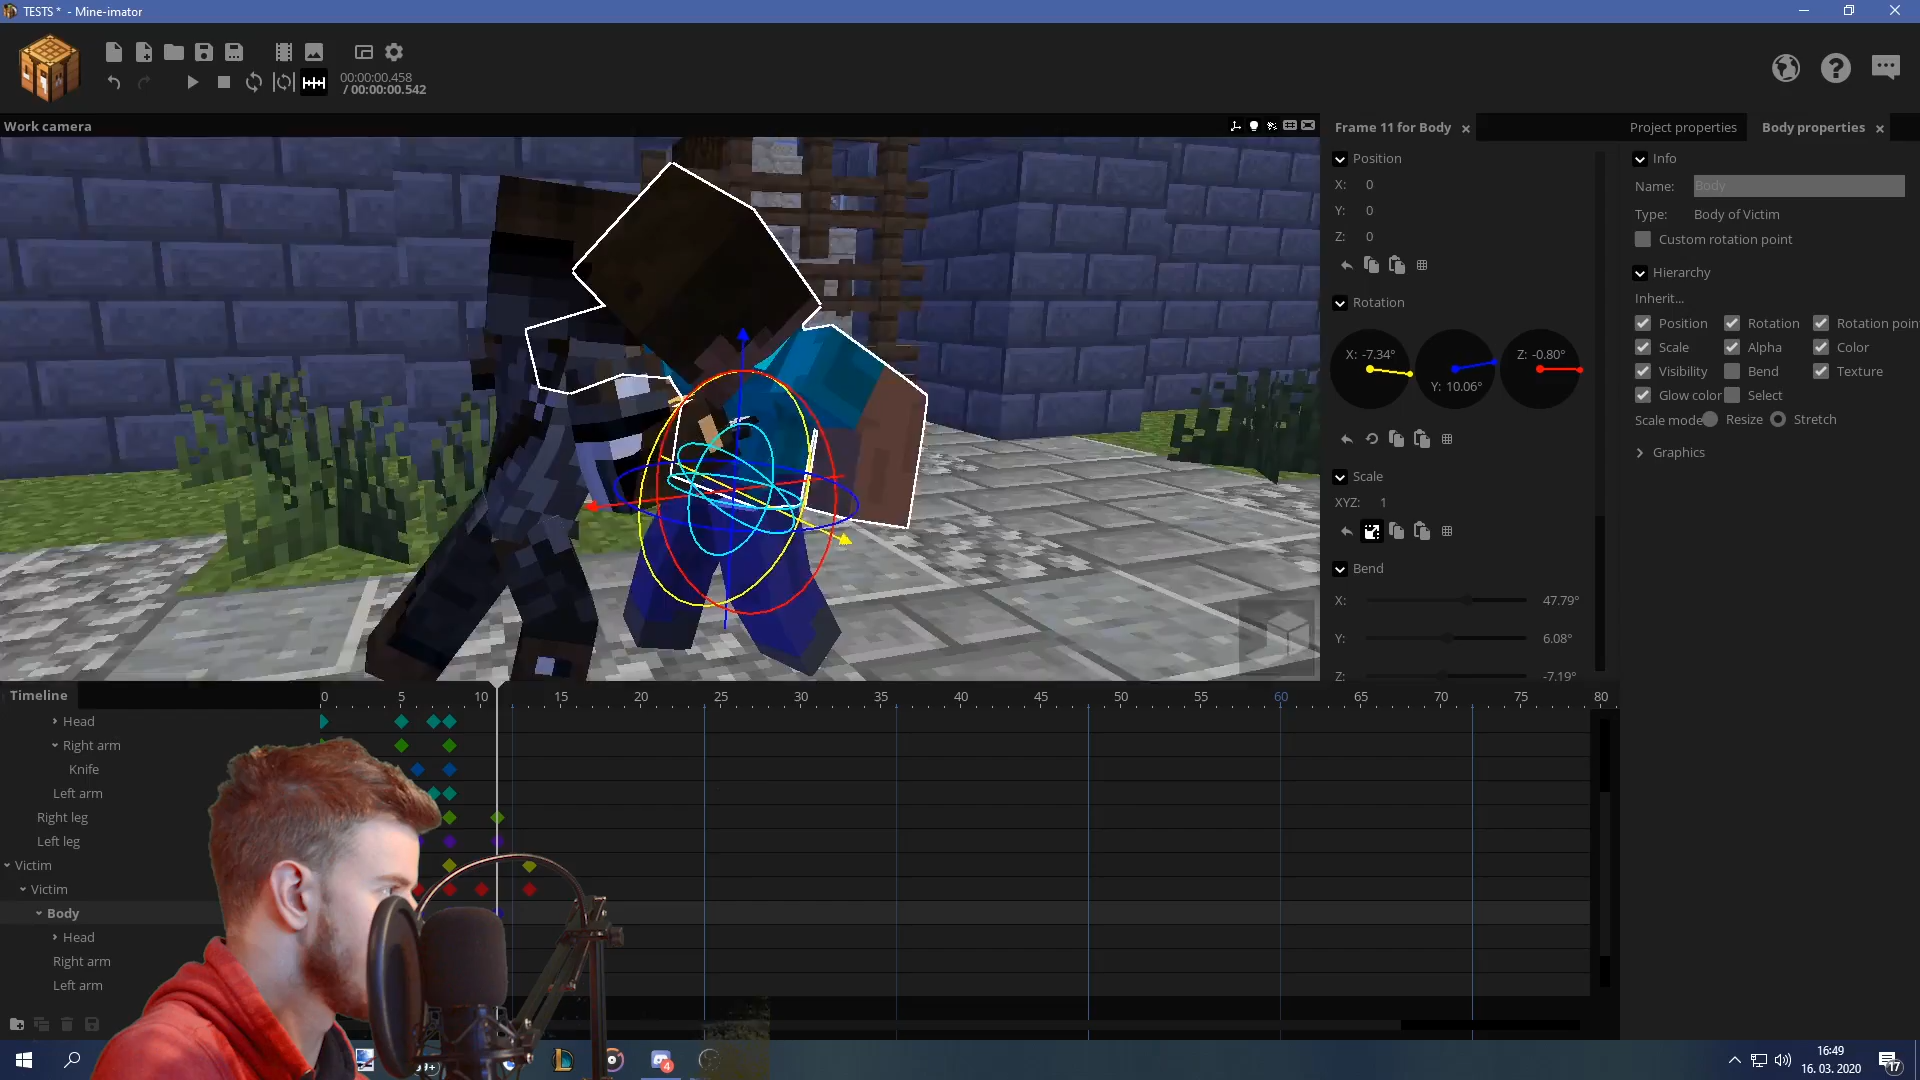 TESTS * - Mine-imator
00:00:00.458
/ 00:00:00.542
Work camera
Frame 11 for Body
Project properties
Body properties
Position
X: 0
Y: 0
Z: 0
Rotation
X: -7.34°
Y: 10.06°
Z: -0.80°
Scale
XYZ: 1
Bend
X: 47.79°
Y: 6.08°
Z: -7.19°
Info
Name: Body
Type: Body of Victim
Custom rotation point
Hierarchy
Inherit...
Position Rotation Rotation poin
Scale Alpha Color
Visibility Bend Texture
Glow color Select
Scale mode Resize Stretch
Graphics
Timeline
0 5 10 15 20 25 30 35 40 45 50 55 60 65 70 75 80
Head
Right arm
Knife
Left arm
Right leg
Left leg
Victim
Victim
Body
Head
Right arm
Left arm
4
16:49
16. 03. 2020
17